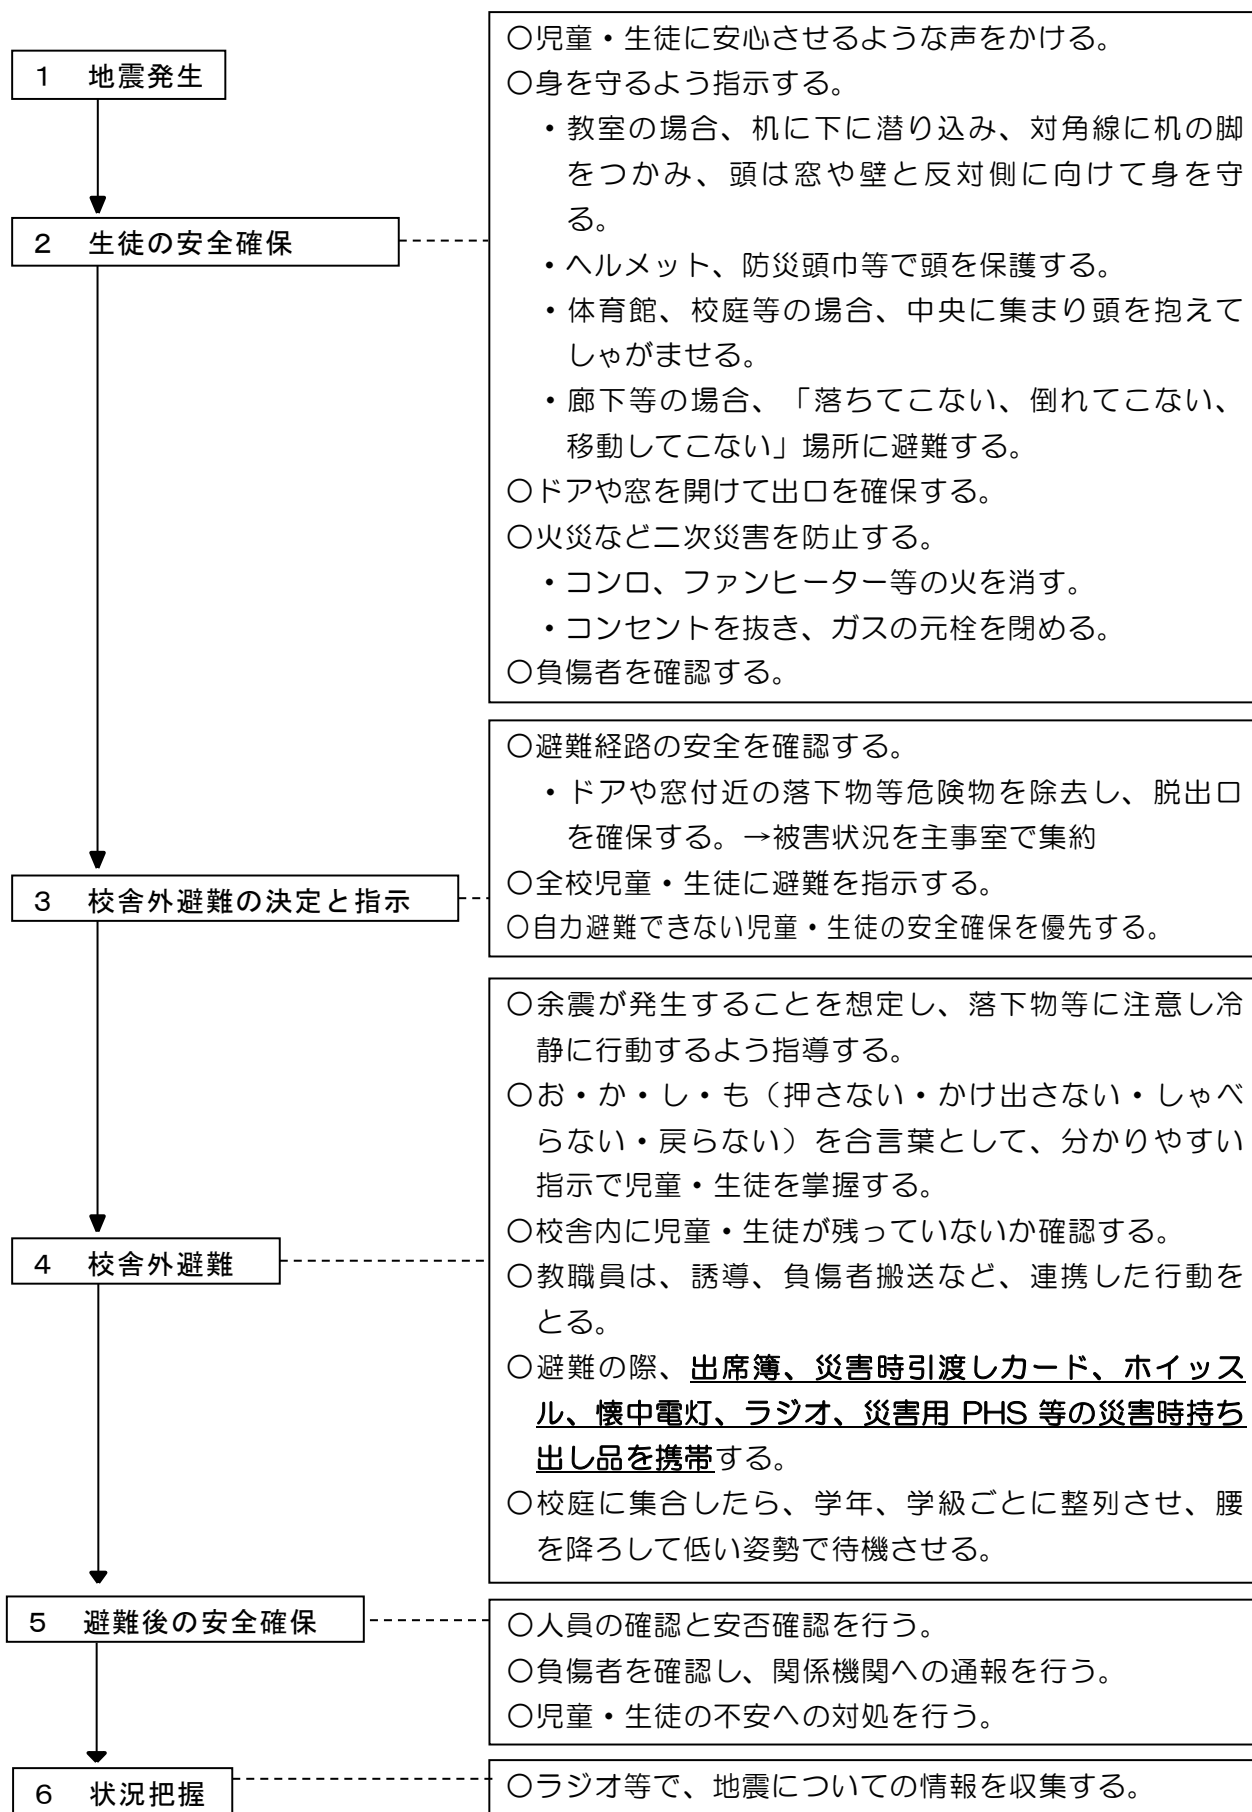 1 地震発生
2 生徒の安全確保
○児童・生徒に安心させるような声をかける。
○身を守るよう指示する。
・教室の場合、机に下に潜り込み、対角線に机の脚
をつかみ、頭は窓や壁と反対側に向けて身を守
る。
・ヘルメット、防災頭巾等で頭を保護する。
・体育館、校庭等の場合、中央に集まり頭を抱えて
しゃがませる。
・廊下等の場合、「落ちてこない、倒れてこない、
移動してこない」場所に避難する。
○ドアや窓を開けて出口を確保する。
○火災など二次災害を防止する。
・コンロ、ファンヒーター等の火を消す。
・コンセントを抜き、ガスの元栓を閉める。
○負傷者を確認する。
3 校舎外避難の決定と指示
○避難経路の安全を確認する。
・ドアや窓付近の落下物等危険物を除去し、脱出口
を確保する。→被害状況を主事室で集約
○全校児童・生徒に避難を指示する。
○自力避難できない児童・生徒の安全確保を優先する。
4 校舎外避難
○余震が発生することを想定し、落下物等に注意し冷
静に行動するよう指導する。
○お・か・し・も（押さない・かけ出さない・しゃべ
らない・戻らない）を合言葉として、分かりやすい
指示で児童・生徒を掌握する。
○校舎内に児童・生徒が残っていないか確認する。
○教職員は、誘導、負傷者搬送など、連携した行動を
とる。
○避難の際、出席簿、災害時引渡しカード、ホイッス
ル、懐中電灯、ラジオ、災害用 PHS 等の災害時持ち
出し品を携帯する。
○校庭に集合したら、学年、学級ごとに整列させ、腰
を降ろして低い姿勢で待機させる。
5 避難後の安全確保
○人員の確認と安否確認を行う。
○負傷者を確認し、関係機関への通報を行う。
○児童・生徒の不安への対処を行う。
6 状況把握
○ラジオ等で、地震についての情報を収集する。